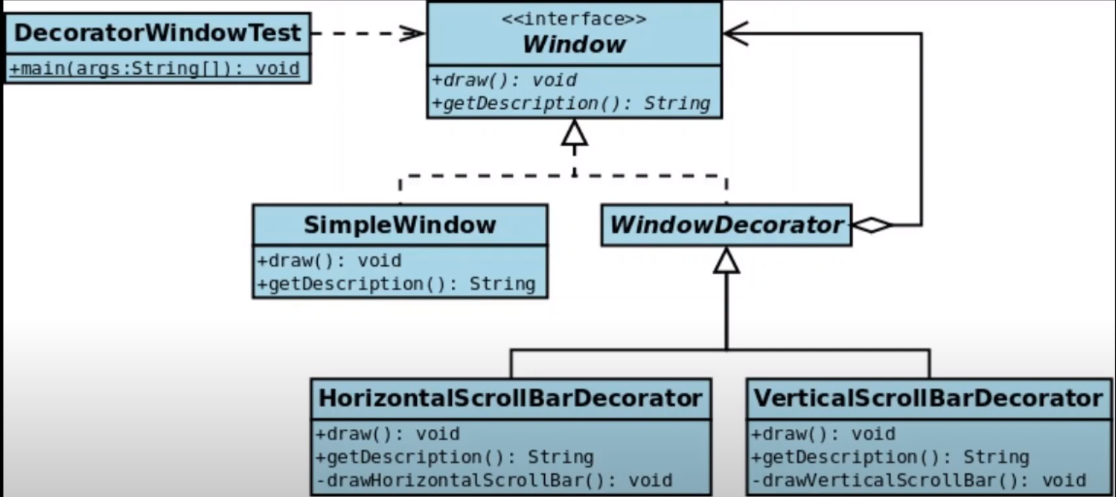 DecoratorWindowTest
+main(args:String[]): void
<<interface>>
Window
+draw(): void
+getDescription(): String
SimpleWindow
+draw(): void
+getDescription(): String
WindowDecorator
HorizontalScrollBarDecorator
+draw(): void
+getDescription(): String
-drawHorizontalScrollBar(): void
VerticalScrollBarDecorator
+draw(): void
+getDescription(): String
-drawVerticalScrollBar(): void